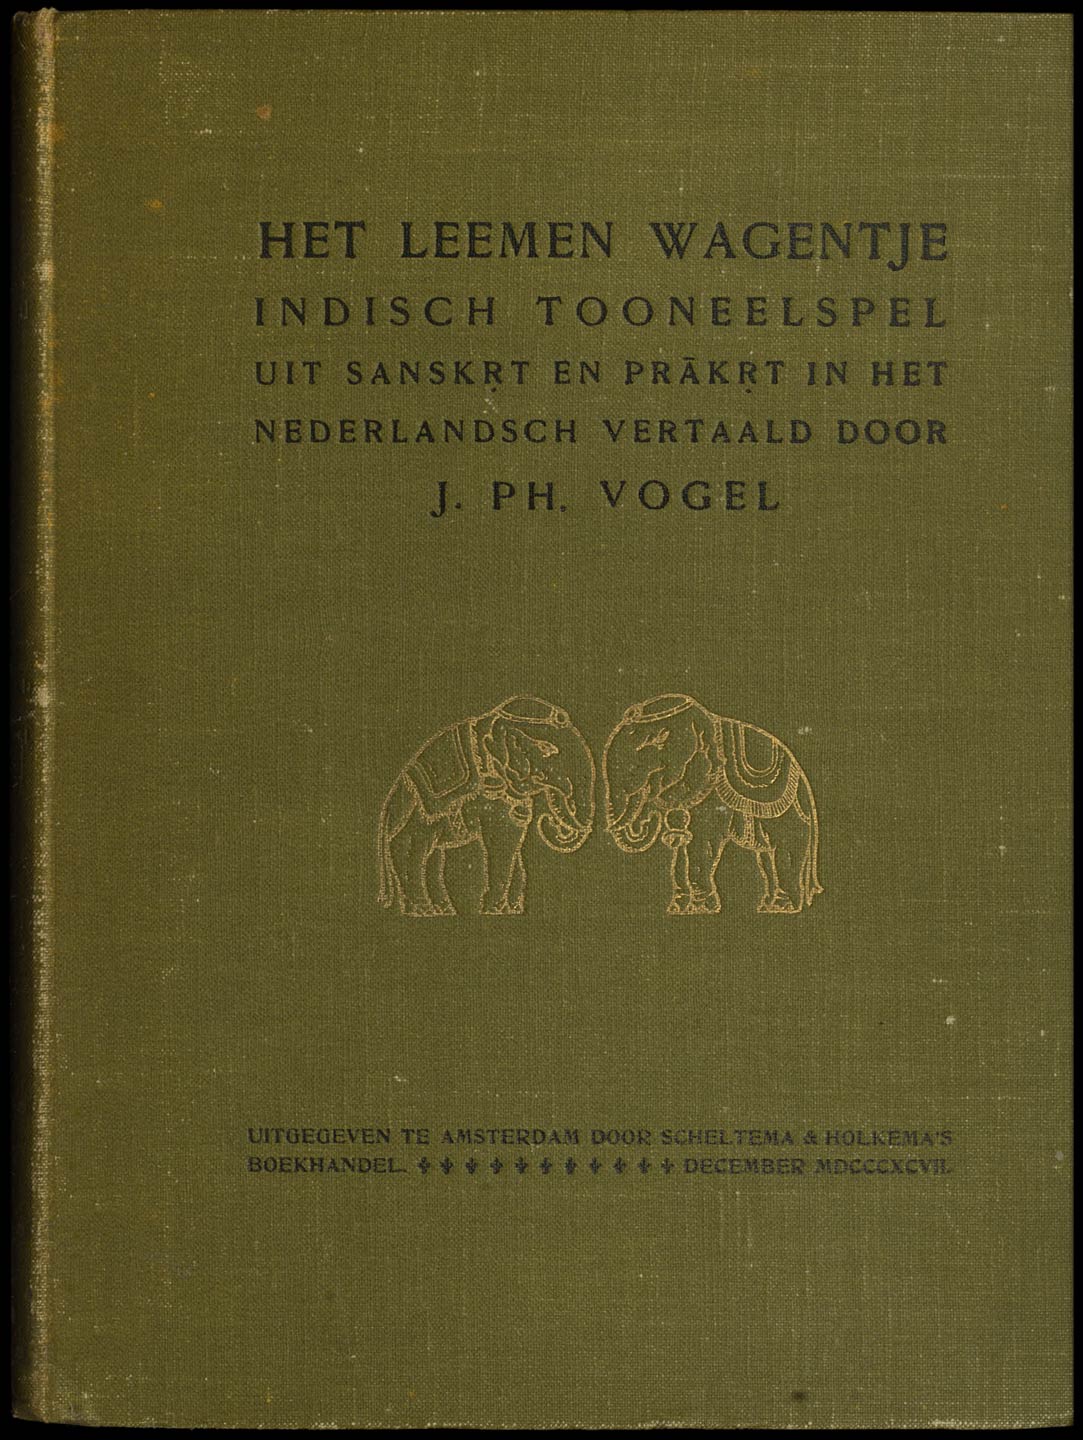 HET LEEMEN WAGENTJE
INDISCH TOONEELSPEL
UIT SANSKṚT EN PRĀKṚT IN HET
NEDERLANDSCH VERTAALD DOOR
J. PH. VOGEL
UITGEGEVEN TE AMSTERDAM DOOR SCHELTEMA & HOLKEMA'S
BOEKHANDEL. DECEMBER MDCCCXCVII.